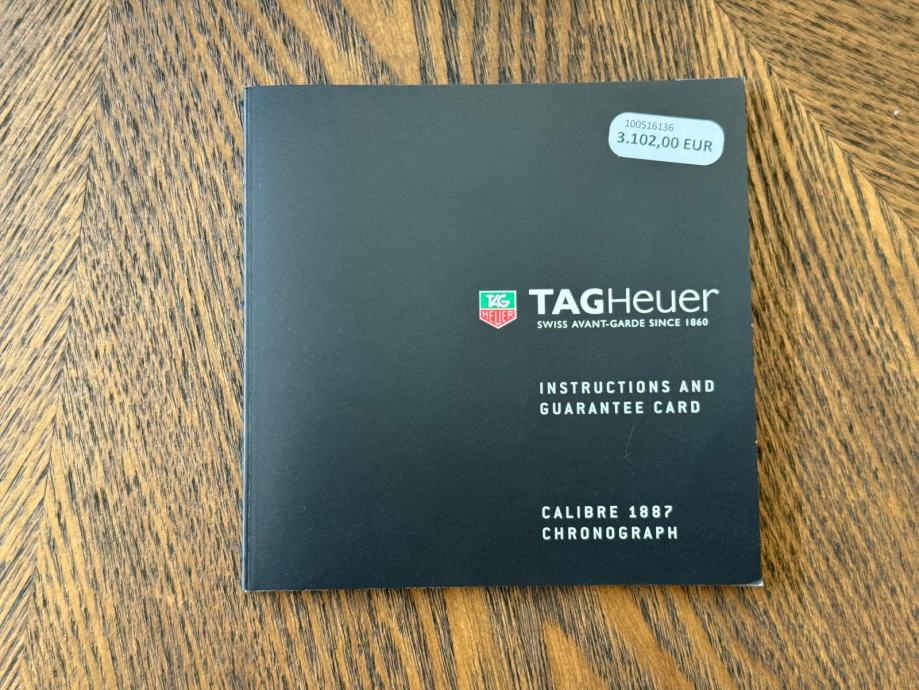 100516136
3.102,00 EUR
TAG
HEUER
TAGHeuer
SWISS AVANT-GARDE SINCE 1860
INSTRUCTIONS AND
GUARANTEE CARD
CALIBRE 1887
CHRONOGRAPH